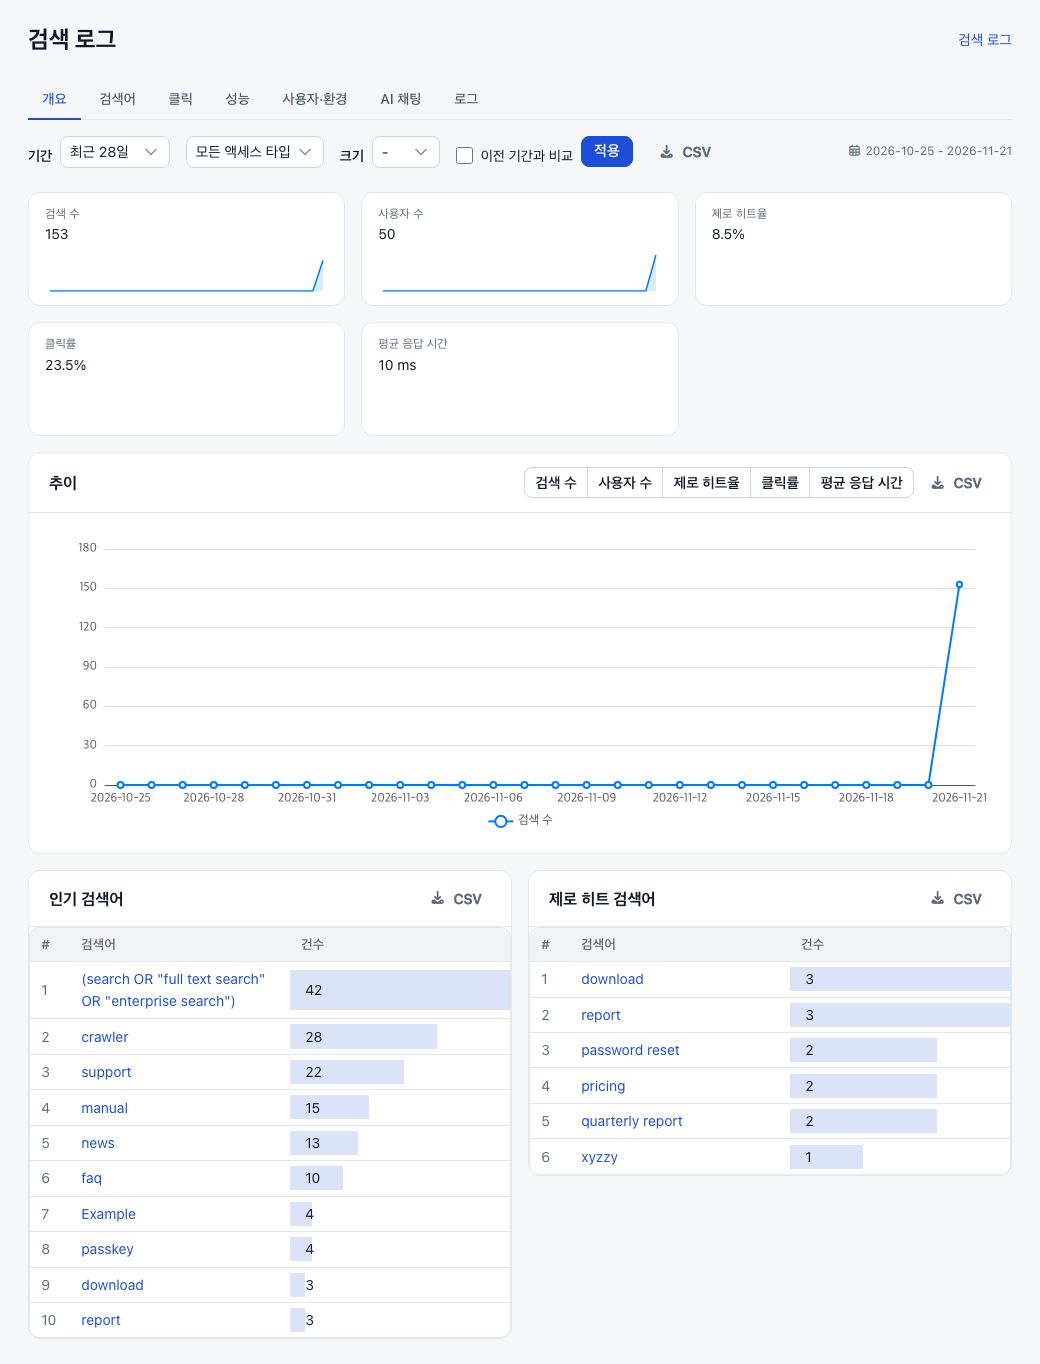 검색 로그
검색 로그
개요 검색어 클릭 성능 사용자·환경 AI 채팅 로그
기간 최근 28일 모든 액세스 타입 크기 - 이전 기간과 비교 적용 CSV 2026-10-25 - 2026-11-21
검색 수
153
사용자 수
50
제로 히트율
8.5%
클릭률
23.5%
평균 응답 시간
10 ms
추이 검색 수 사용자 수 제로 히트율 클릭률 평균 응답 시간 CSV
180
150
120
90
60
30
0
2026-10-25 2026-10-28 2026-10-31 2026-11-03 2026-11-06 2026-11-09 2026-11-12 2026-11-15 2026-11-18 2026-11-21
검색 수
인기 검색어 CSV
# 검색어 건수
1 (search OR "full text search" 42
OR "enterprise search")
2 crawler 28
3 support 22
4 manual 15
5 news 13
6 faq 10
7 Example 4
8 passkey 4
9 download 3
10 report 3
제로 히트 검색어 CSV
# 검색어 건수
1 download 3
2 report 3
3 password reset 2
4 pricing 2
5 quarterly report 2
6 xyzzy 1